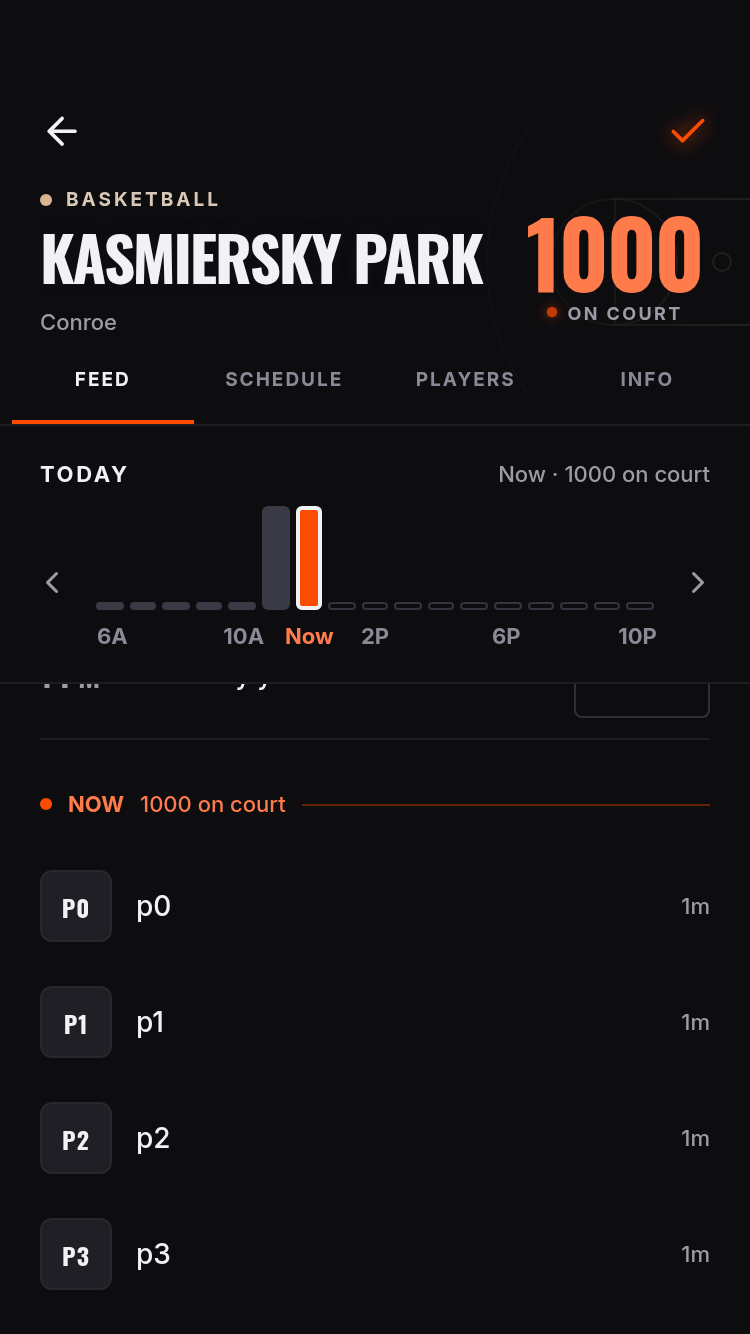 BASKETBALL
KASMIERSKY PARK
1000
Conroe
ON COURT
FEED SCHEDULE PLAYERS INFO
TODAY
Now · 1000 on court
6A 10A Now 2P 6P 10P
NOW 1000 on court
P0 p0 1m
P1 p1 1m
P2 p2 1m
P3 p3 1m